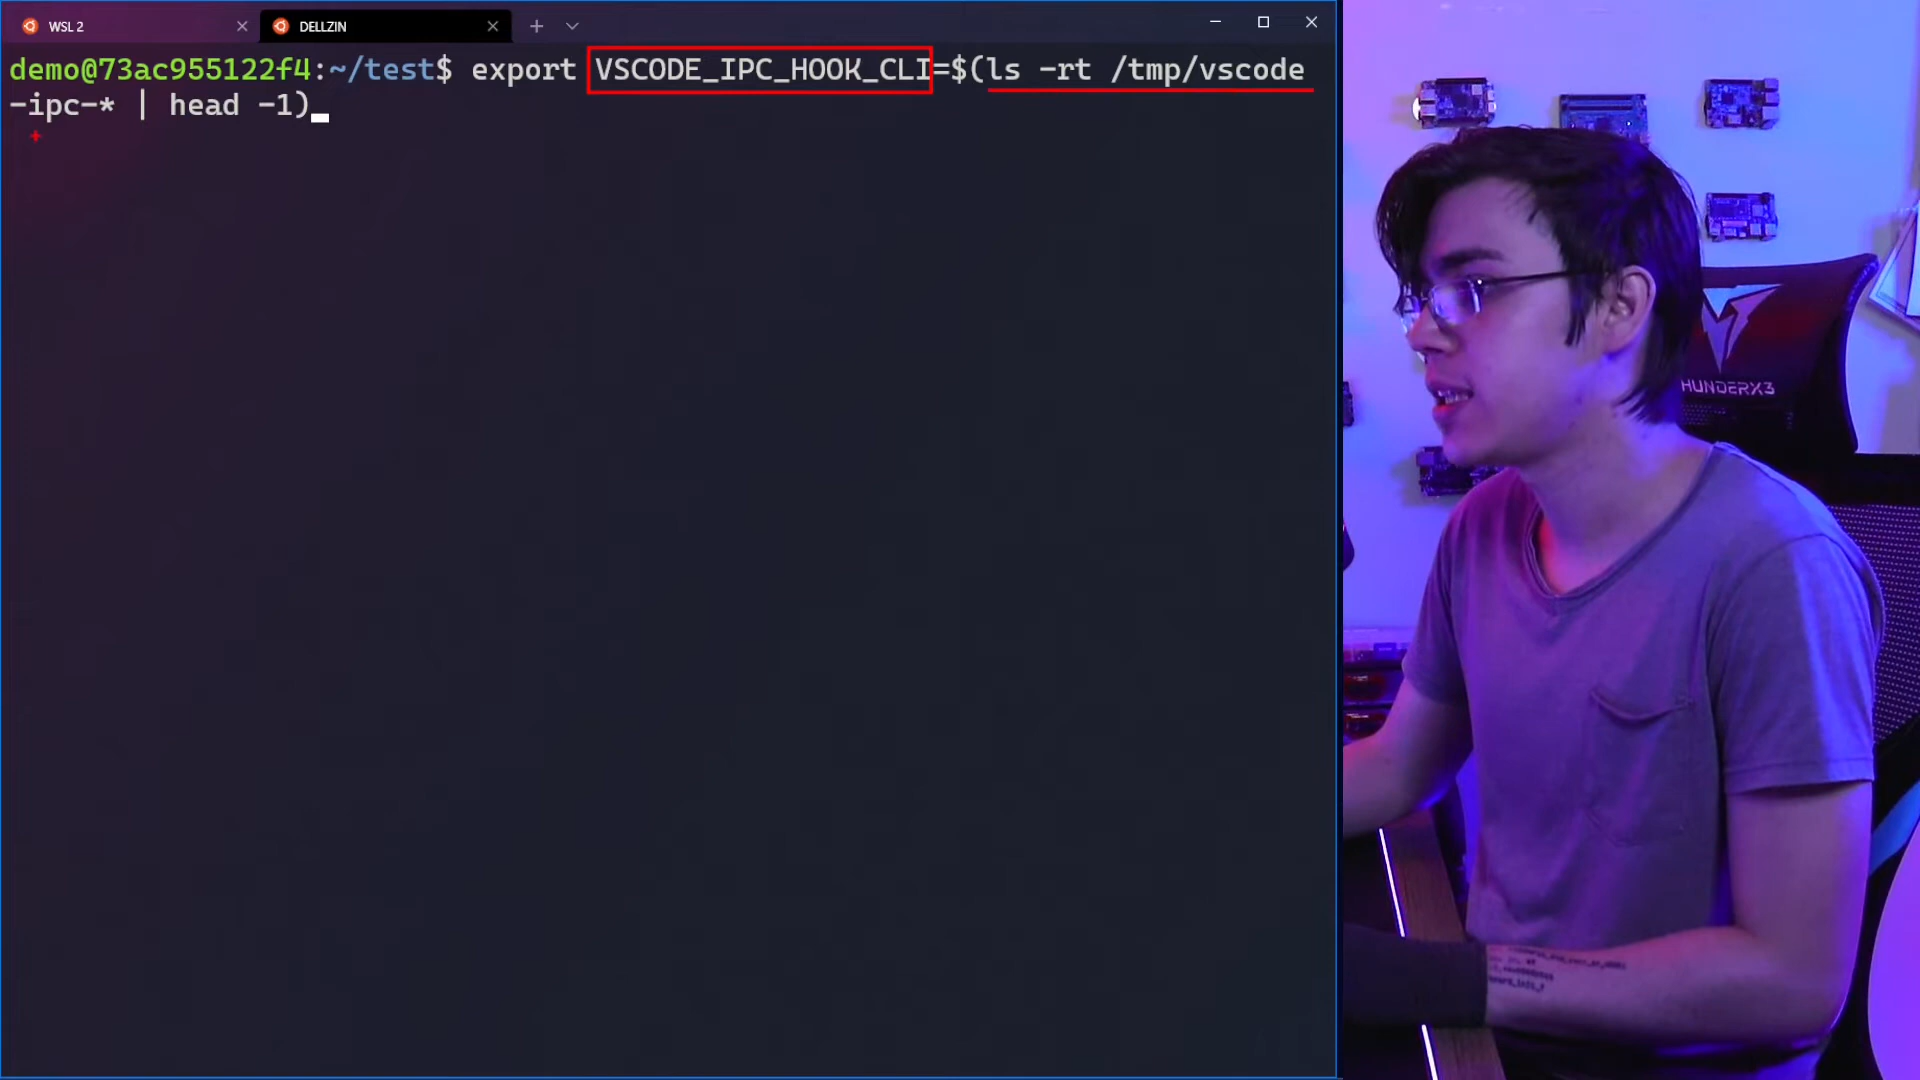 WSL 2
DELLZIN
demo@73ac955122f4:~/test$ export VSCODE_IPC_HOOK_CLI=$(ls -rt /tmp/vscode
-ipc-* | head -1)
HUNDERX3